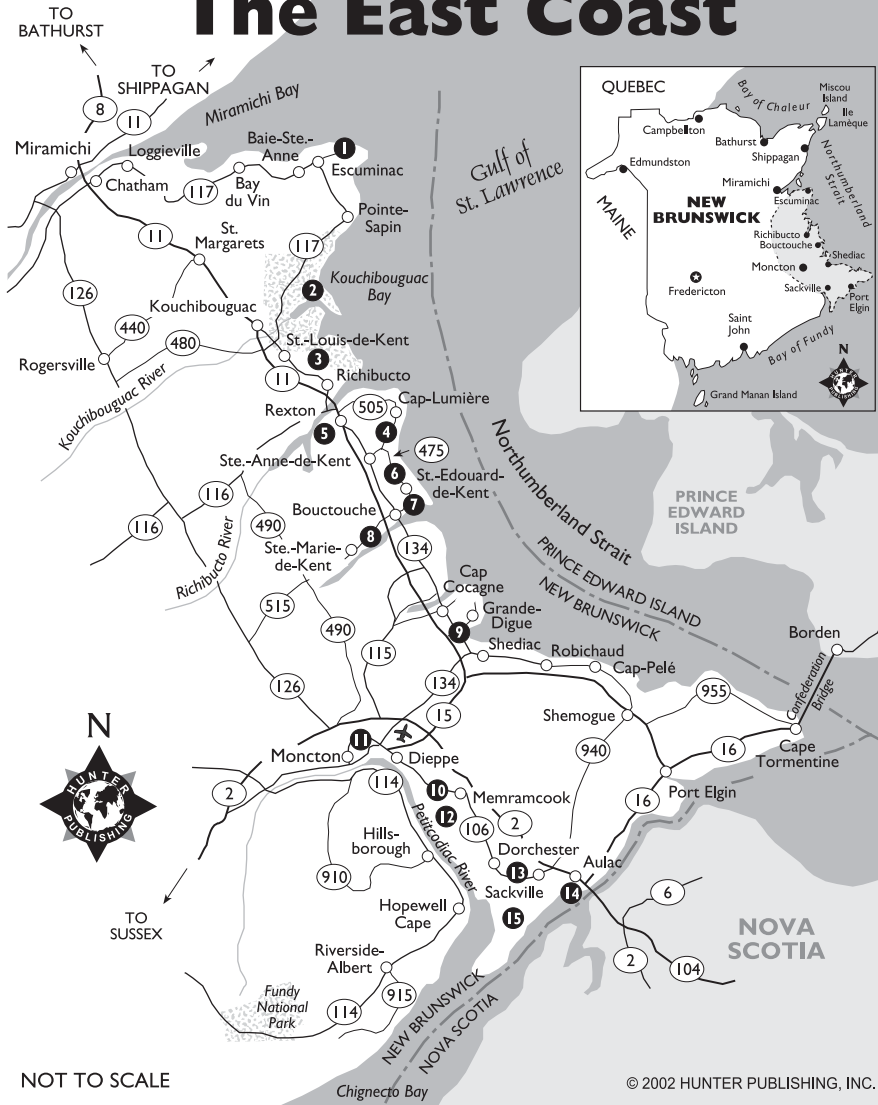 The East Coast
TO
BATHURST
TO
SHIPPAGAN
8
11
Miramichi Bay
Miramichi
Loggieville
Baie-Ste.-
Anne
1
Escuminac
Chatham
117
Bay
du Vin
Gulf of
St. Lawrence
Pointe-
Sapin
11
St.
Margarets
117
126
2
Kouchibouguac
Bay
Kouchibouguac
440
480
St.-Louis-de-Kent
3
Rogersville
11
Richibucto
Kouchibouguac River
Rexton
505
Cap-Lumière
5
4
Ste.-Anne-de-Kent
475
6
St.-Edouard-
de-Kent
116
116
490
Bouctouche
7
8
Richibucto River
Ste.-Marie-
de-Kent
134
Northumberland Strait
PRINCE
EDWARD
ISLAND
PRINCE EDWARD ISLAND
NEW BRUNSWICK
Cap
Cocagne
515
490
Grande-
Digue
9
115
Shediac
Robichaud
Cap-Pelé
Borden
Confederation
Bridge
126
134
15
955
Shemogue
N
HUNTER
PUBLISHING
11
Moncton
Dieppe
940
16
Cape
Tormentine
2
114
10
Memramcook
16
Port Elgin
12
106
2
Petitcodiac River
Hills-
borough
Dorchester
13
Aulac
910
Sackville
14
6
TO
SUSSEX
Hopewell
Cape
15
NOVA
SCOTIA
Riverside-
Albert
2
104
Fundy
National
Park
915
114
NEW BRUNSWICK
NOVA SCOTIA
NOT TO SCALE
Chignecto Bay
© 2002 HUNTER PUBLISHING, INC.
QUEBEC
Bay of Chaleur
Miscou
Island
Ile
Lamèque
Campbellton
Bathurst
Shippagan
Edmundston
Northumberland
Strait
Miramichi
Escuminac
MAINE
NEW
BRUNSWICK
Richibucto
Bouctouche
Shediac
Moncton
Fredericton
Sackville
Port
Elgin
Saint
John
Bay of Fundy
N
HUNTER
PUBLISHING
Grand Manan Island